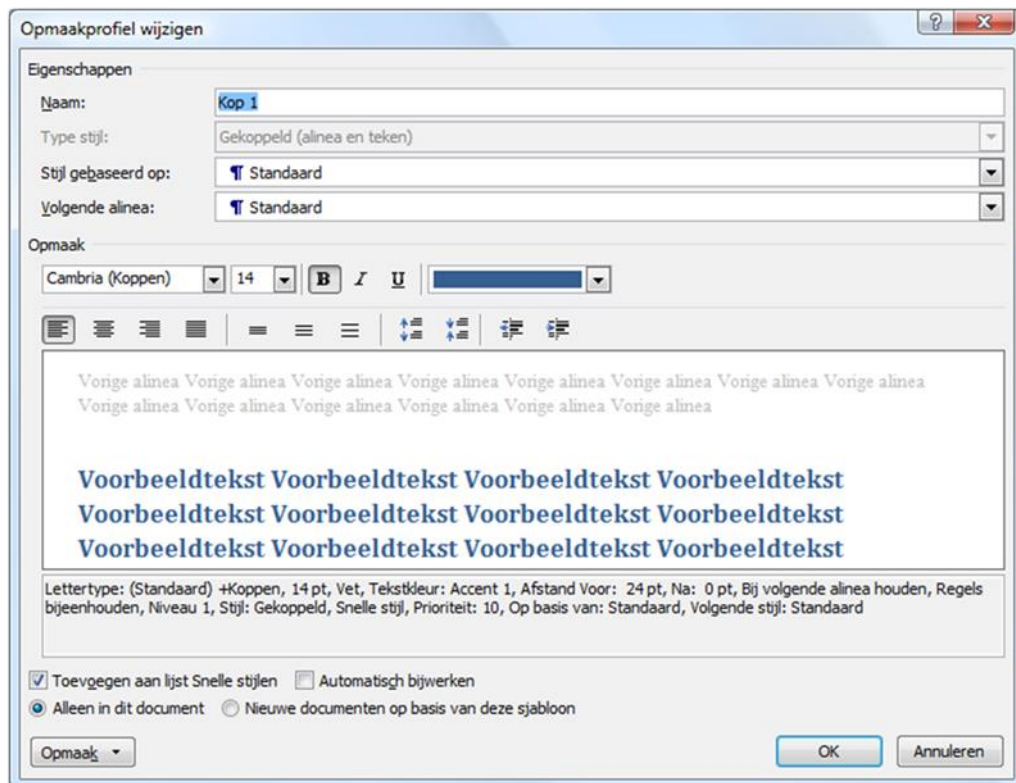 Opmaakprofiel wijzigen
Eigenschappen
Naam: Kop 1
Type stijl: Gekoppeld (alinea en teken)
Stijl gebaseerd op: ¶ Standaard
Volgende alinea: ¶ Standaard
Opmaak
Cambria (Koppen) 14 B I U
Vorige alinea Vorige alinea Vorige alinea Vorige alinea Vorige alinea Vorige alinea Vorige alinea Vorige alinea
Vorige alinea Vorige alinea Vorige alinea Vorige alinea Vorige alinea Vorige alinea
Voorbeeldtekst Voorbeeldtekst Voorbeeldtekst Voorbeeldtekst
Voorbeeldtekst Voorbeeldtekst Voorbeeldtekst Voorbeeldtekst
Voorbeeldtekst Voorbeeldtekst Voorbeeldtekst Voorbeeldtekst
Lettertype: (Standaard) +Koppen, 14 pt, Vet, Tekstkleur: Accent 1, Afstand Voor: 24 pt, Na: 0 pt, Bij volgende alinea houden, Regels
bijeenhouden, Niveau 1, Stijl: Gekoppeld, Snelle stijl, Prioriteit: 10, Op basis van: Standaard, Volgende stijl: Standaard
Toevoegen aan lijst Snelle stijlen Automatisch bijwerken
Alleen in dit document Nieuwe documenten op basis van deze sjabloon
Opmaak OK Annuleren